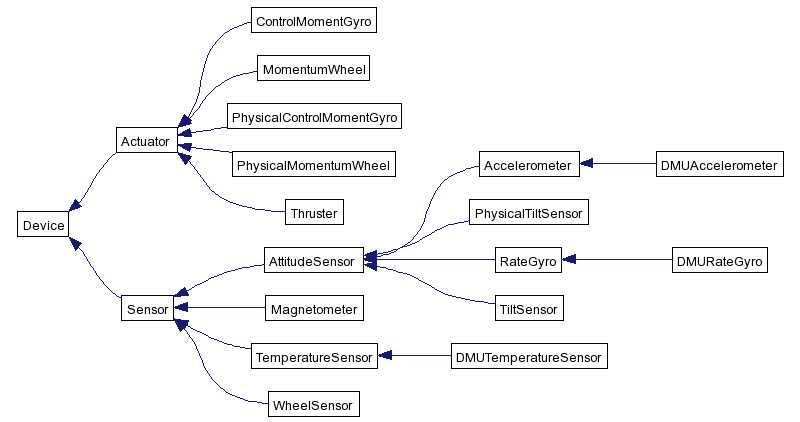 ControlMomentGyro
MomentumWheel
PhysicalControlMomentGyro
Actuator
PhysicalMomentumWheel
Accelerometer
DMUAccelerometer
Thruster
PhysicalTiltSensor
Device
AttitudeSensor
RateGyro
DMURateGyro
Sensor
Magnetometer
TiltSensor
TemperatureSensor
DMUTemperatureSensor
WheelSensor